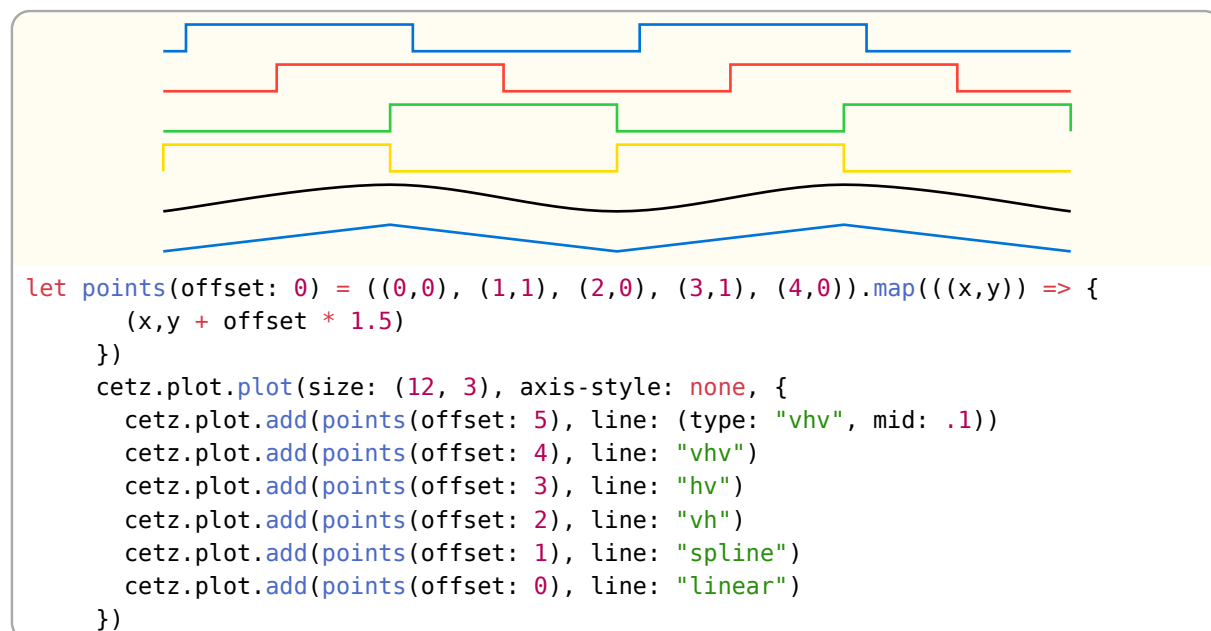 let points(offset: 0) = ((0,0), (1,1), (2,0), (3,1), (4,0)).map(((x,y)) => {
(x,y + offset * 1.5)
})
cetz.plot.plot(size: (12, 3), axis-style: none, {
cetz.plot.add(points(offset: 5), line: (type: "vhv", mid: .1))
cetz.plot.add(points(offset: 4), line: "vhv")
cetz.plot.add(points(offset: 3), line: "hv")
cetz.plot.add(points(offset: 2), line: "vh")
cetz.plot.add(points(offset: 1), line: "spline")
cetz.plot.add(points(offset: 0), line: "linear")
})